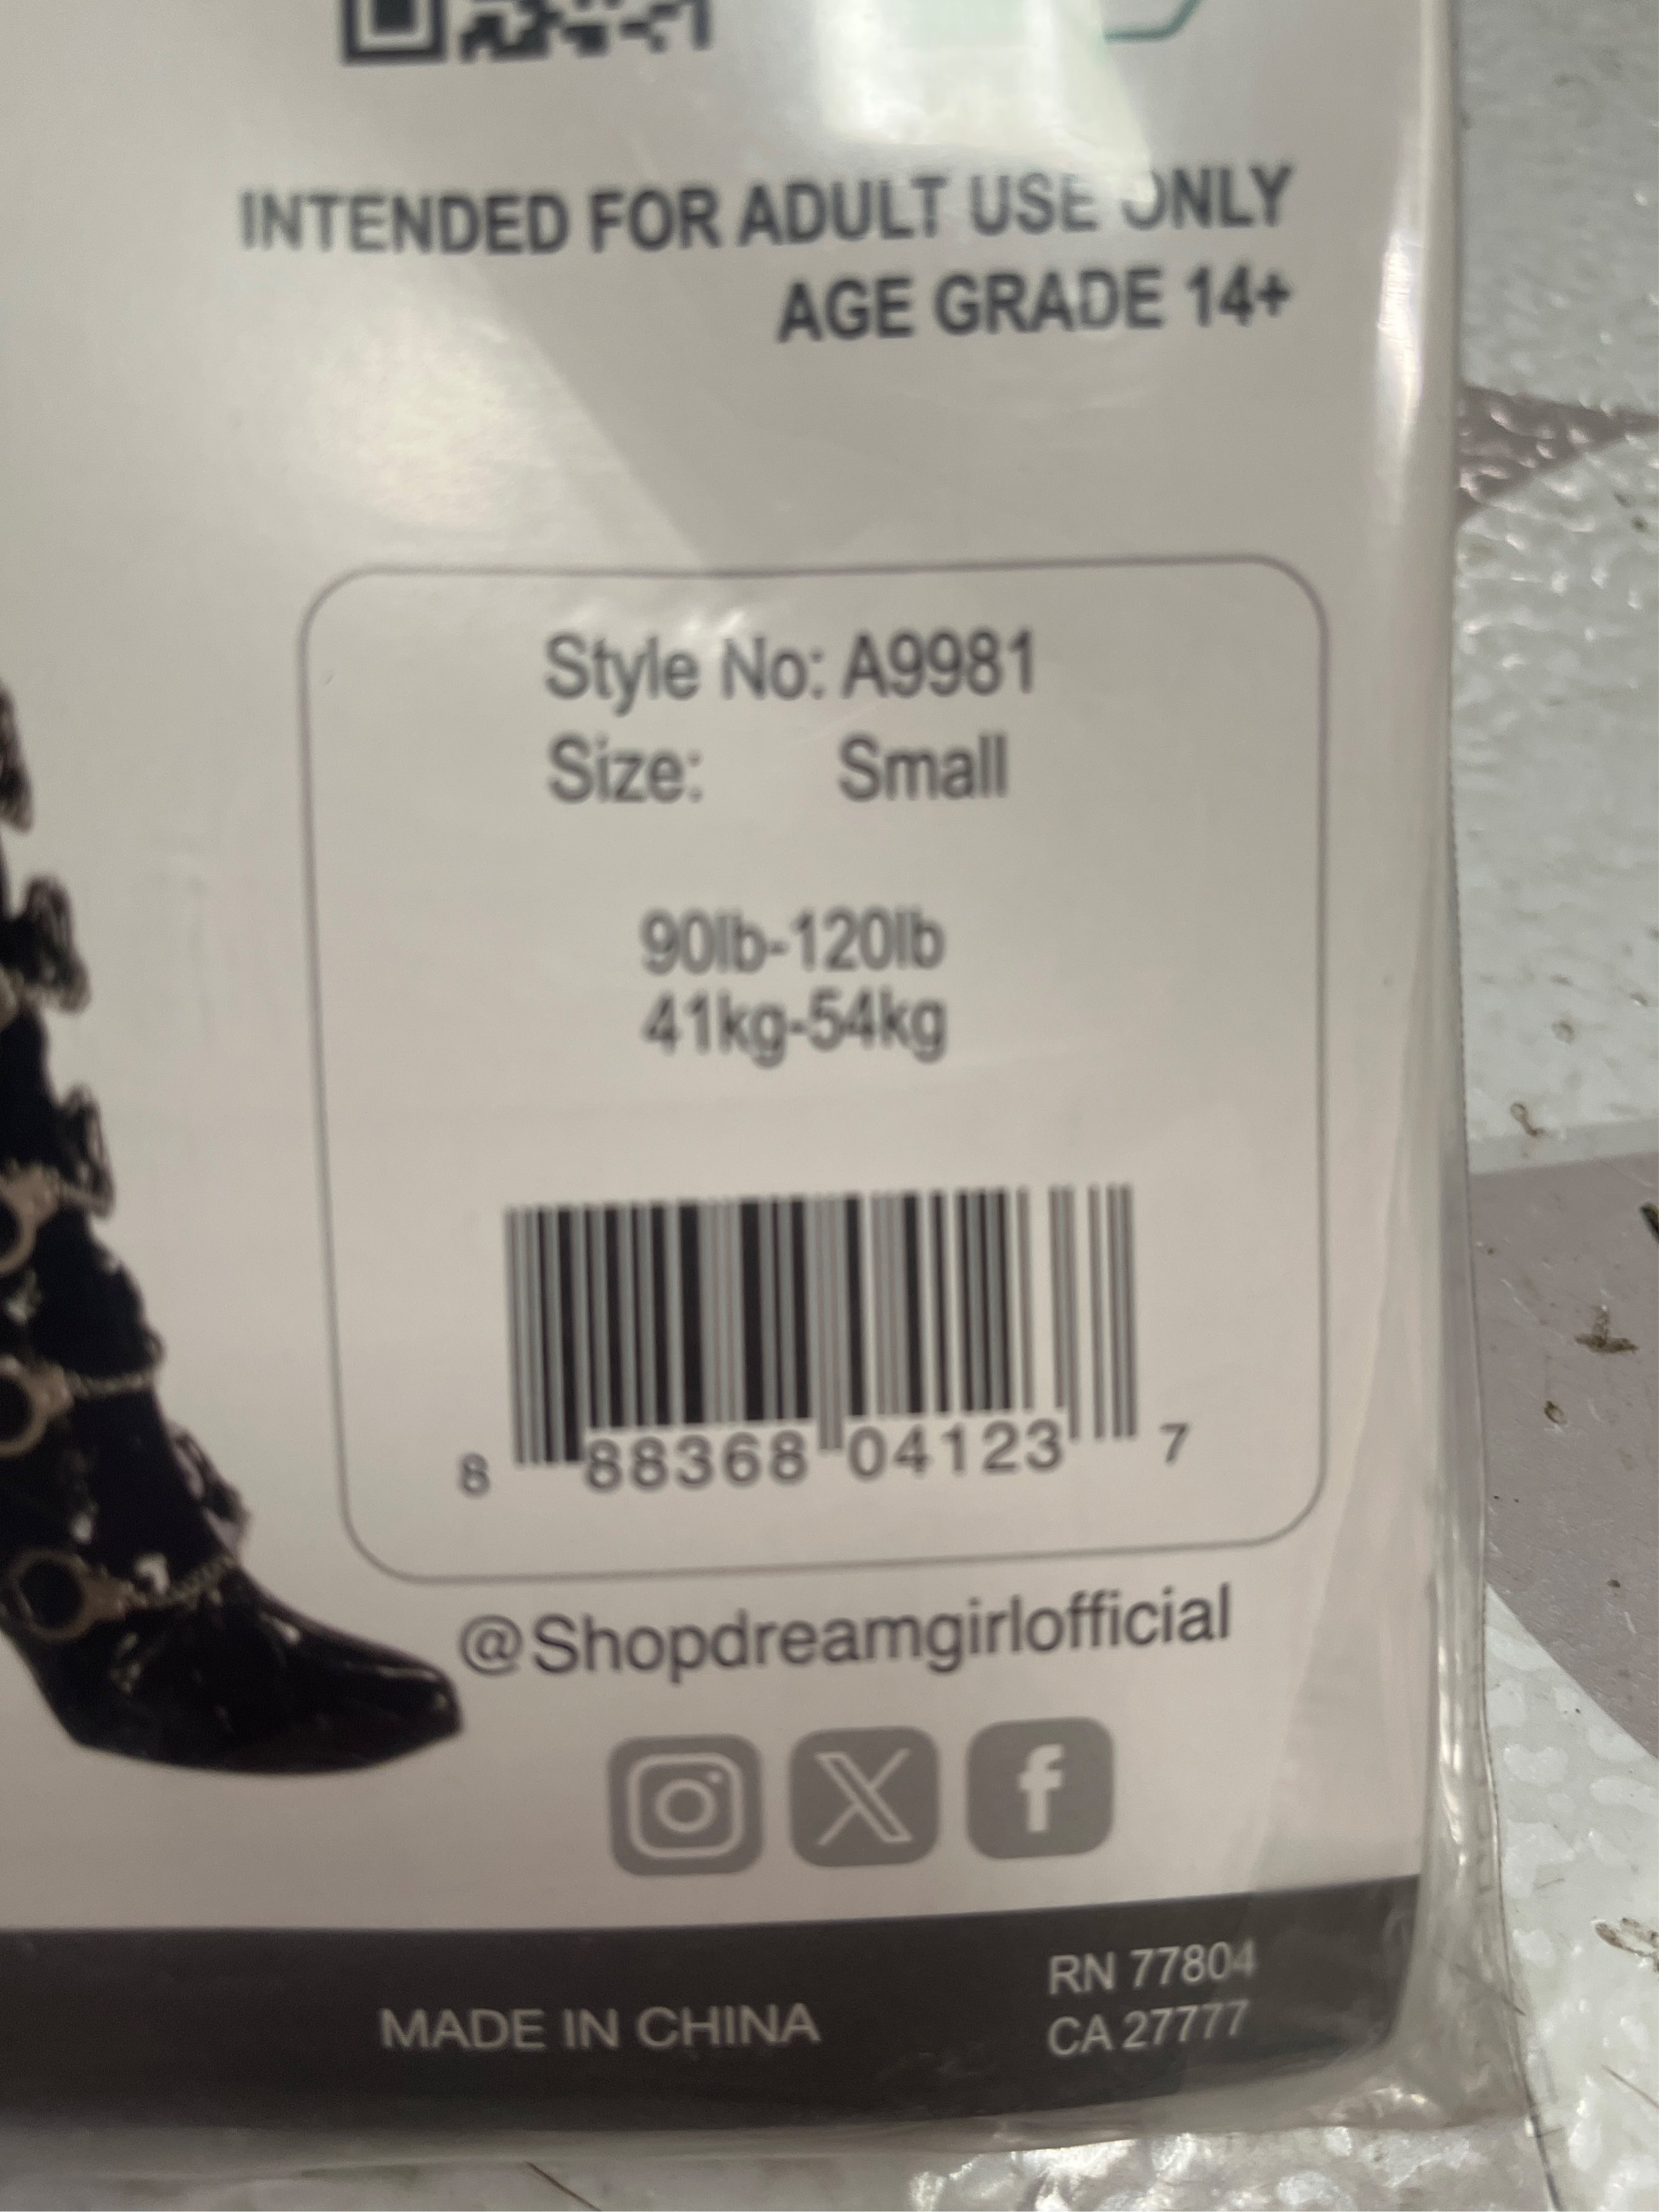 INTENDED FOR ADULT USE ONLY
AGE GRADE 14+
Style No: A9981
Size: Small
90lb-120lb
41kg-54kg
8 88368 04123 7
@Shopdreamgirlofficial
MADE IN CHINA
RN 77804
CA 27777